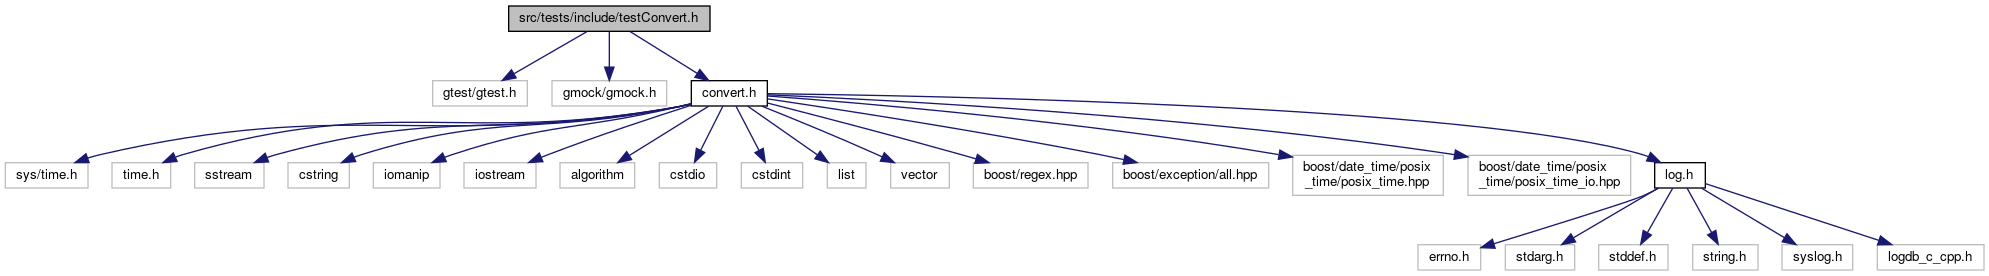 src/tests/include/testConvert.h
gtest/gtest.h
gmock/gmock.h
convert.h
sys/time.h
time.h
sstream
cstring
iomanip
iostream
algorithm
cstdio
cstdint
list
vector
boost/regex.hpp
boost/exception/all.hpp
boost/date_time/posix
_time/posix_time.hpp
boost/date_time/posix
_time/posix_time_io.hpp
log.h
errno.h
stdarg.h
stddef.h
string.h
syslog.h
logdb_c_cpp.h